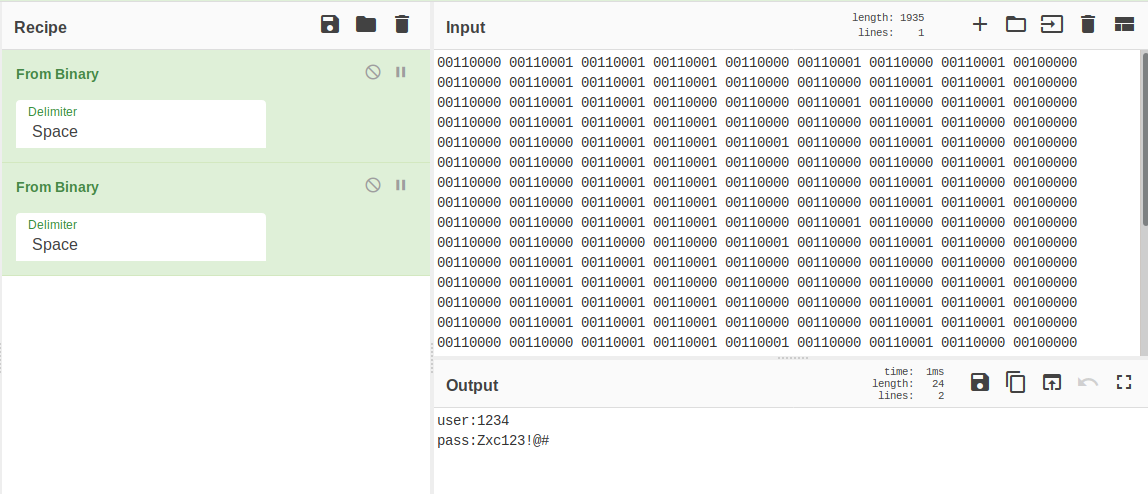 Recipe
Input
length: 1935
lines: 1
From Binary
Delimiter
Space
From Binary
Delimiter
Space
00110000 00110001 00110001 00110001 00110000 00110001 00110000 00110001 00100000
00110000 00110001 00110001 00110001 00110000 00110000 00110001 00110001 00100000
00110000 00110001 00110001 00110000 00110000 00110001 00110000 00110001 00100000
00110000 00110001 00110001 00110001 00110000 00110000 00110001 00110000 00100000
00110000 00110000 00110001 00110001 00110001 00110000 00110001 00110000 00100000
00110000 00110000 00110001 00110001 00110000 00110000 00110000 00110001 00100000
00110000 00110000 00110001 00110001 00110000 00110000 00110001 00110000 00100000
00110000 00110000 00110001 00110001 00110000 00110000 00110001 00110001 00100000
00110000 00110000 00110001 00110001 00110000 00110001 00110000 00110000 00100000
00110000 00110000 00110000 00110000 00110001 00110000 00110001 00110000 00100000
00110000 00110001 00110001 00110001 00110000 00110000 00110000 00110000 00100000
00110000 00110001 00110001 00110000 00110000 00110000 00110000 00110001 00100000
00110000 00110001 00110001 00110001 00110000 00110000 00110001 00110001 00100000
00110000 00110001 00110001 00110001 00110000 00110000 00110001 00110001 00100000
00110000 00110000 00110001 00110001 00110001 00110000 00110001 00110000 00100000
Output
time: 1ms
length: 24
lines: 2
user:1234
pass:Zxc123!@#